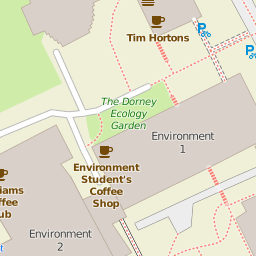 Tim Hortons
The Dorney
Ecology
Garden
Environment
1
Environment
Student's
Coffee
Shop
Environment
2